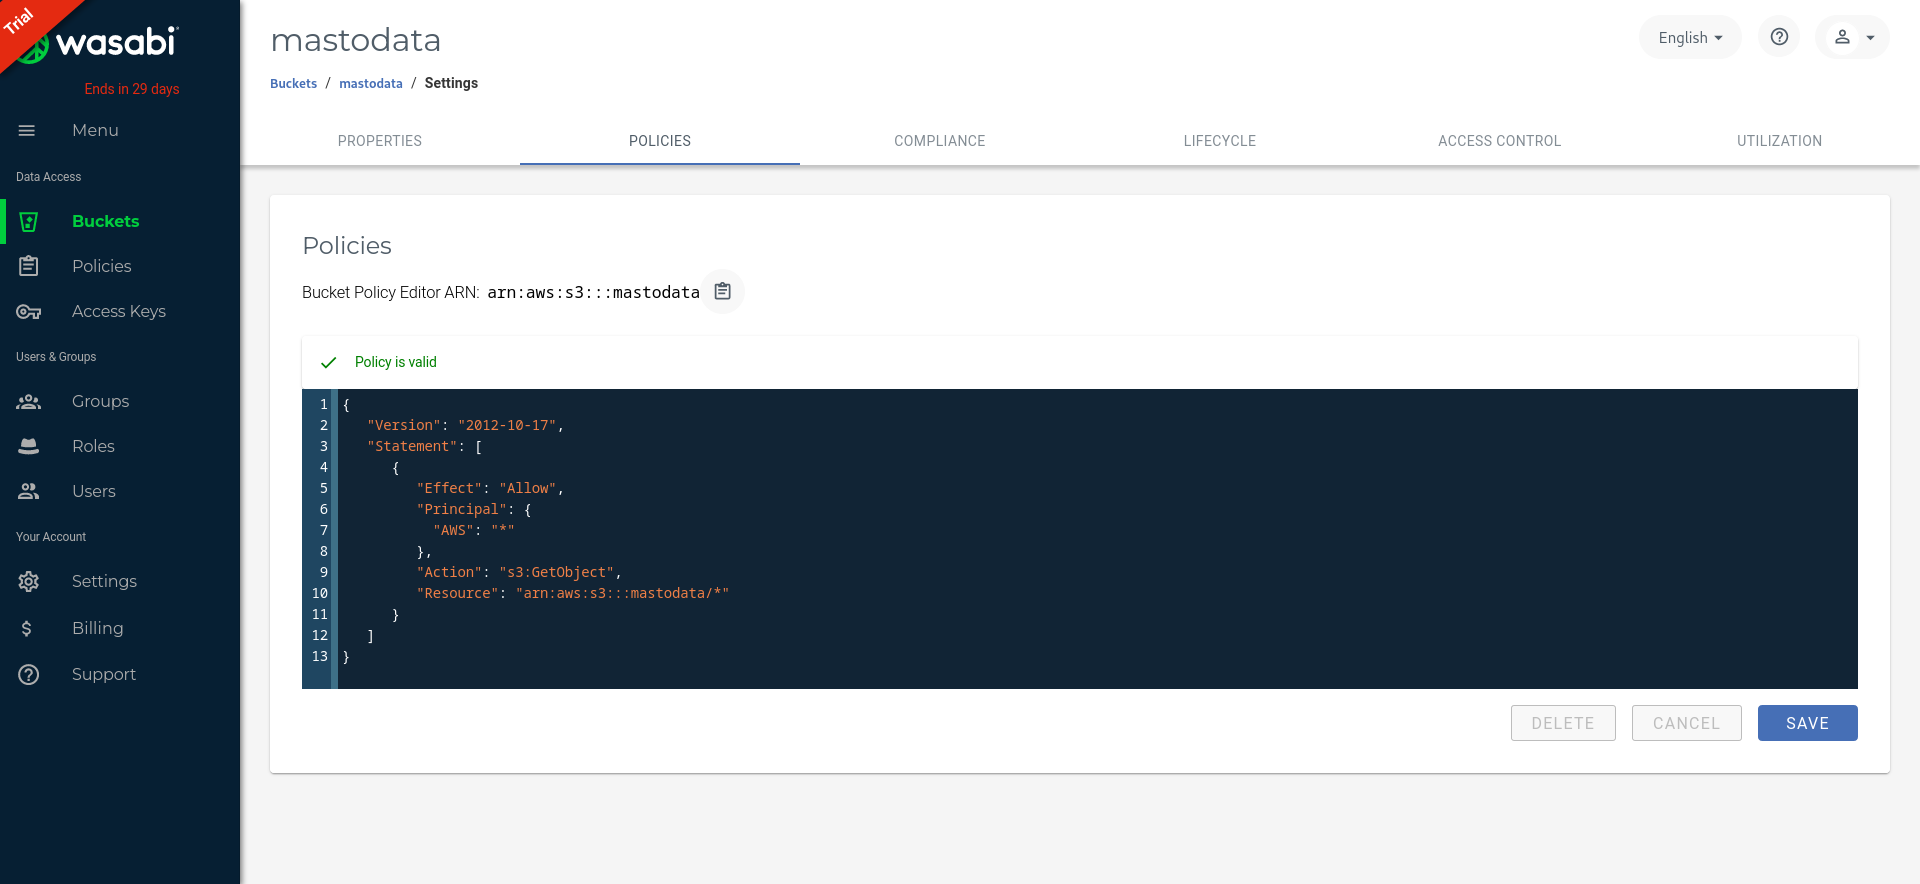 Trial
wasabi
Ends in 29 days
Menu
Data Access
Buckets
Policies
Access Keys
Users & Groups
Groups
Roles
Users
Your Account
Settings
$ Billing
? Support
mastodata
English ?
Buckets / mastodata / Settings
PROPERTIES POLICIES COMPLIANCE LIFECYCLE ACCESS CONTROL UTILIZATION
Policies
Bucket Policy Editor ARN: arn:aws:s3:::mastodata
Policy is valid
1 {
2 "Version": "2012-10-17",
3 "Statement": [
4 {
5 "Effect": "Allow",
6 "Principal": {
7 "AWS": "*"
8 },
9 "Action": "s3:GetObject",
10 "Resource": "arn:aws:s3:::mastodata/*"
11 }
12 ]
13 }
DELETE CANCEL SAVE